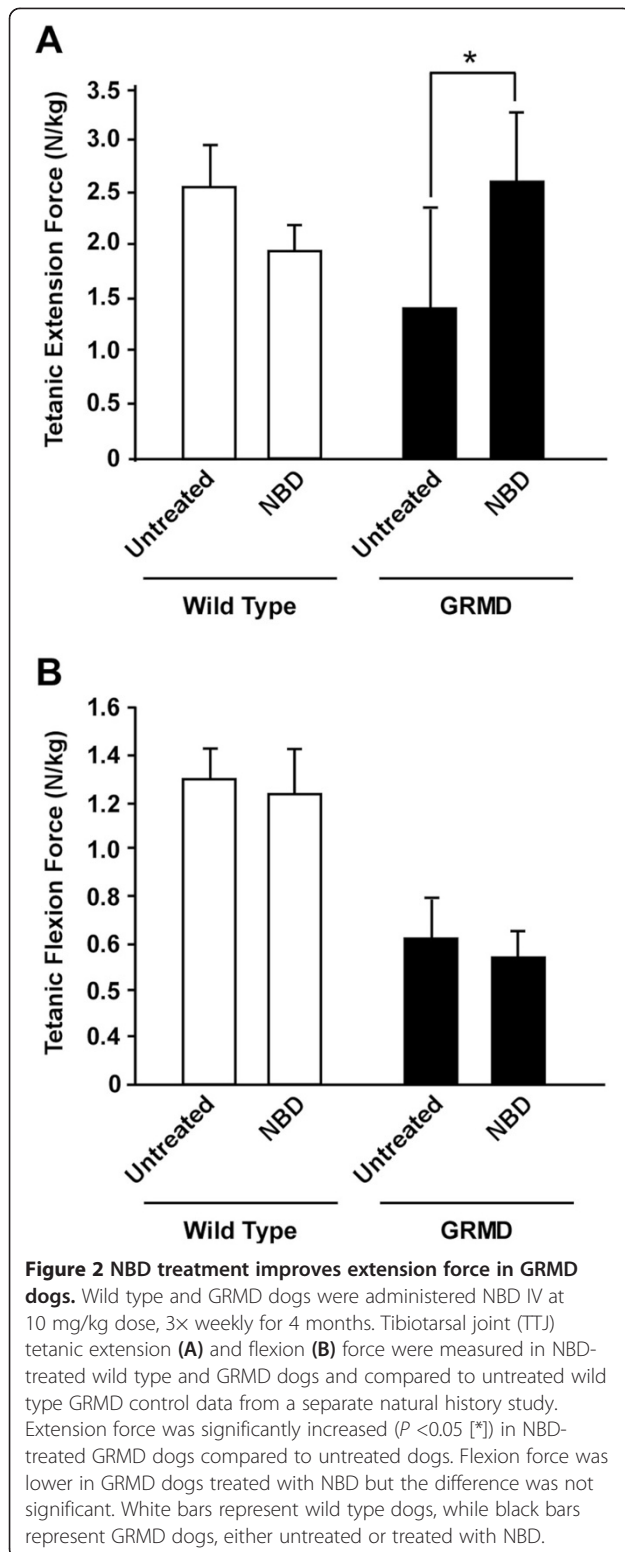 A
*
Tetanic Extension Force (N/kg)
3.5
3.0
2.5
2.0
1.5
1.0
0.5
0
Untreated
NBD
Untreated
NBD
Wild Type
GRMD
B
Tetanic Flexion Force (N/kg)
1.6
1.4
1.2
1.0
0.8
0.6
0.5
0.4
0
Untreated
NBD
Untreated
NBD
Wild Type
GRMD
Figure 2 NBD treatment improves extension force in GRMD
dogs. Wild type and GRMD dogs were administered NBD IV at
10 mg/kg dose, 3× weekly for 4 months. Tibiotarsal joint (TTJ)
tetanic extension (A) and flexion (B) force were measured in NBD-
treated wild type and GRMD dogs and compared to untreated wild
type GRMD control data from a separate natural history study.
Extension force was significantly increased (P <0.05 [*]) in NBD-
treated GRMD dogs compared to untreated dogs. Flexion force was
lower in GRMD dogs treated with NBD but the difference was not
significant. White bars represent wild type dogs, while black bars
represent GRMD dogs, either untreated or treated with NBD.